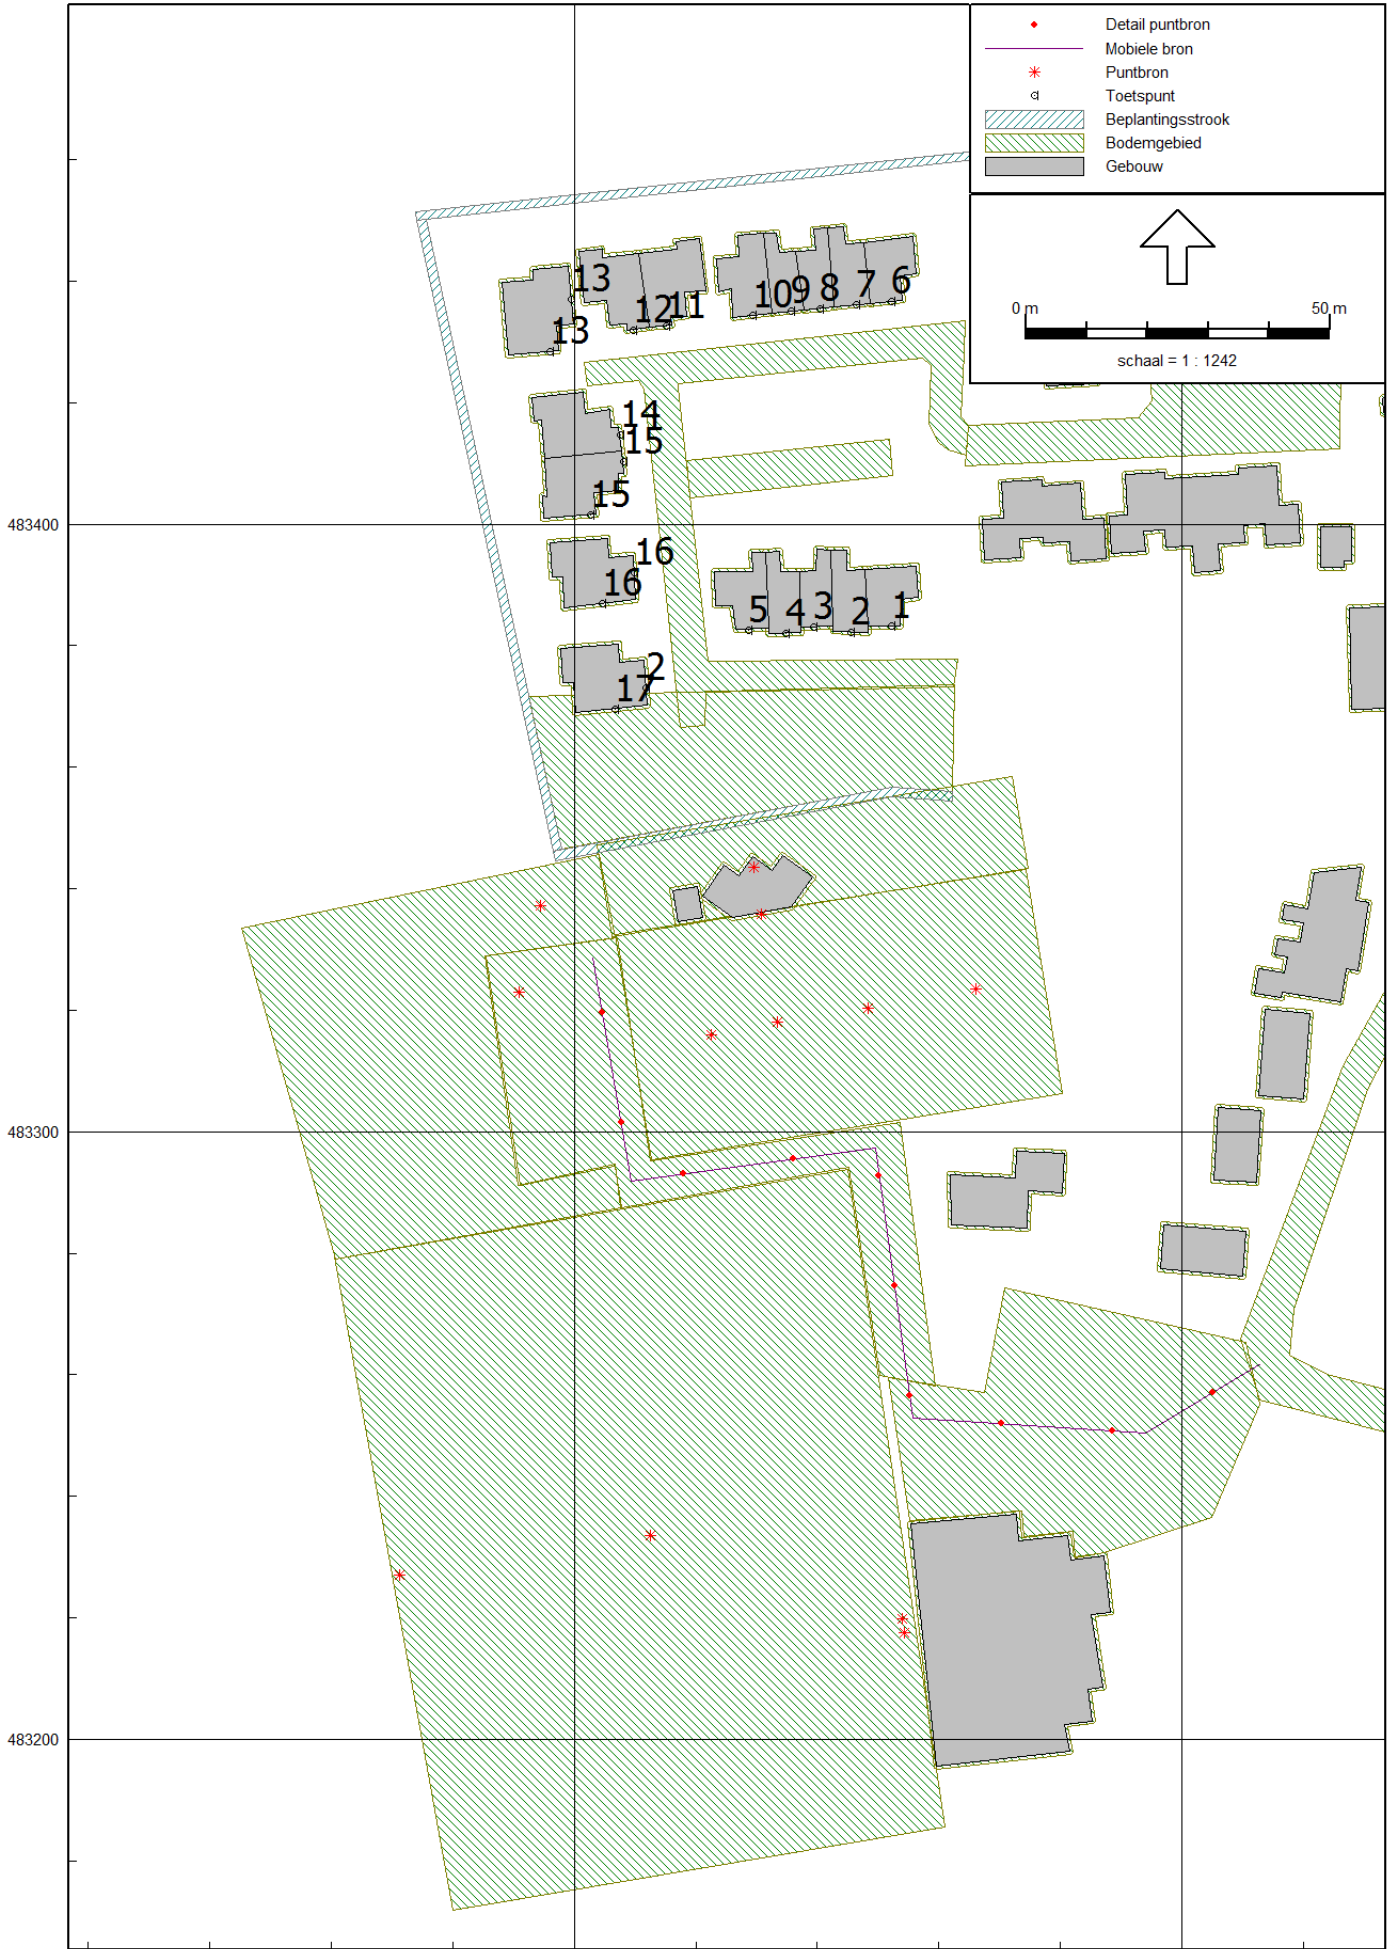 Detail puntbron
Mobiele bron
Puntbron
Toetspunt
Beplantingsstrook
Bodemgebied
Gebouw
0 m 50 m
schaal = 1 : 1242
13
13
12
11
10
9
8
7
6
14
15
15
16
16
5
4
3
2
1
2
17
483400
483300
483200